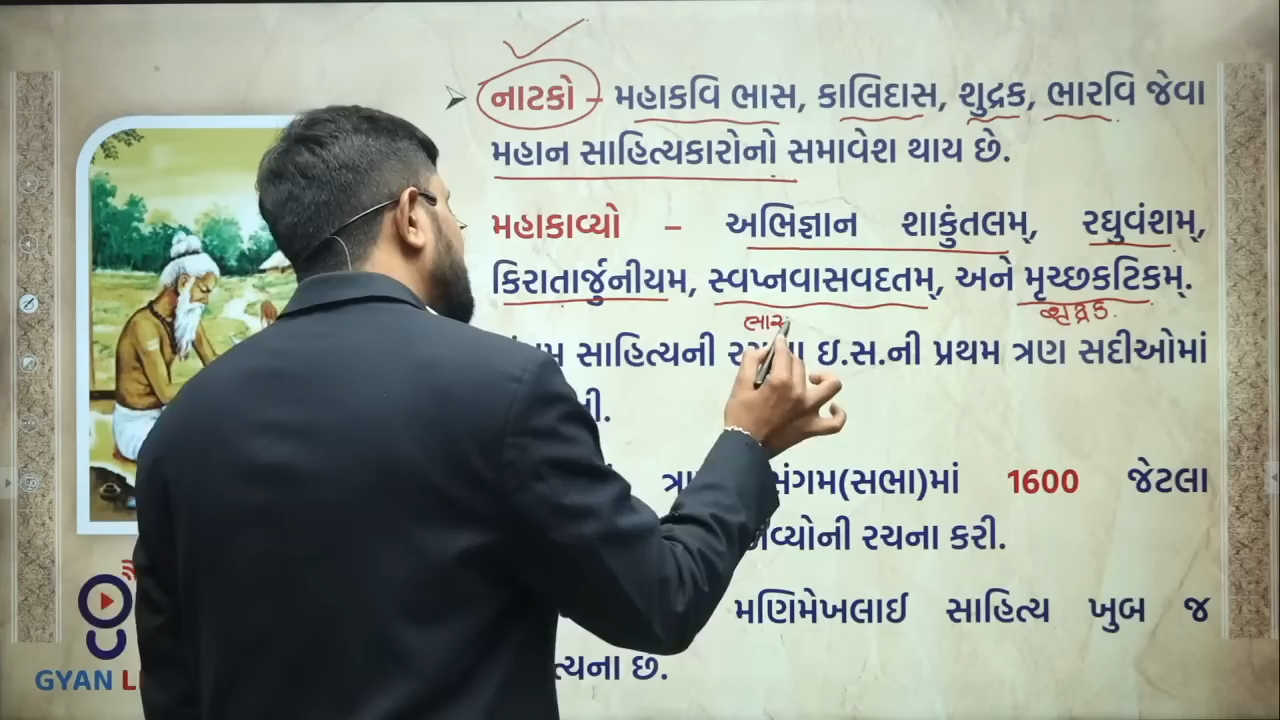 નાટકો – મહાકવિ ભાસ, કાલિદાસ, શુદ્રક, ભારવિ જેવા
મહાન સાહિત્યકારોનો સમાવેશ થાય છે.
મહાકાવ્યો – અભિજ્ઞાન શાકુંતલમ્, રઘુવંશમ્,
કિરાતાર્જુનીયમ, સ્વપ્નવાસવદતમ્, અને મૃચ્છકટિકમ્.
શુદ્રક.
સાહિત્યની ઇ.સ.ની પ્રથમ ત્રણ સદીઓમાં
સંગમ(સભા)માં 1600 જેટલા
રચના કરી.
મણિમેખલાઈ સાહિત્ય ખુબ જ
છે.
GYAN